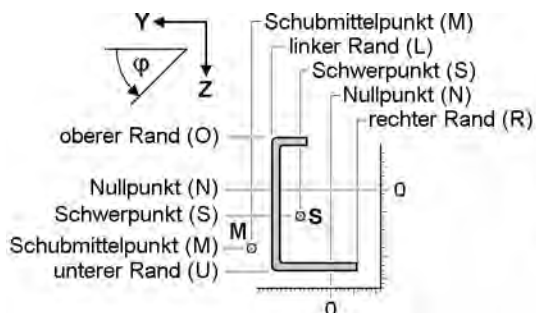 Y
Schubmittelpunkt (M)
linker Rand (L)
φ
Schwerpunkt (S)
Z
Nullpunkt (N)
rechter Rand (R)
oberer Rand (O)
Nullpunkt (N)
0
Schwerpunkt (S)
S
M
Schubmittelpunkt (M)
unterer Rand (U)
0